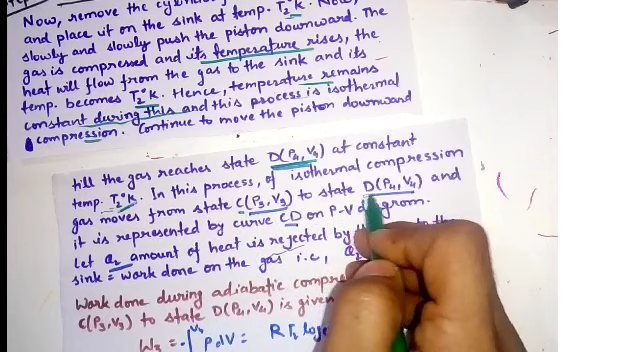 Now, remove the
and place it on the sink at temp. T₂°K. Now,
slowly and slowly push the piston downward. The
gas is compressed and its temperature rises, the
heat will flow from the gas to the sink and its
temp. becomes T₂°K. Hence, temperature remains
constant during this and this process is isothermal
compression. Continue to move the piston downward
till the gas reaches state D(P₄, V₄) at constant
temp. T₂°K. In this process, of isothermal compression
gas moves from state C(P₃, V₃) to state D(P₄, V₄) and
it is represented by curve CD on P-V diagram.
Let Q₂ amount of heat is rejected by
sink = work done on the gas i.e,
Work done during adiabatic
C(P₃, V₃) to state D(P₄, V₄) is given
W₃ = ∫ V₄ PdV = RT₂